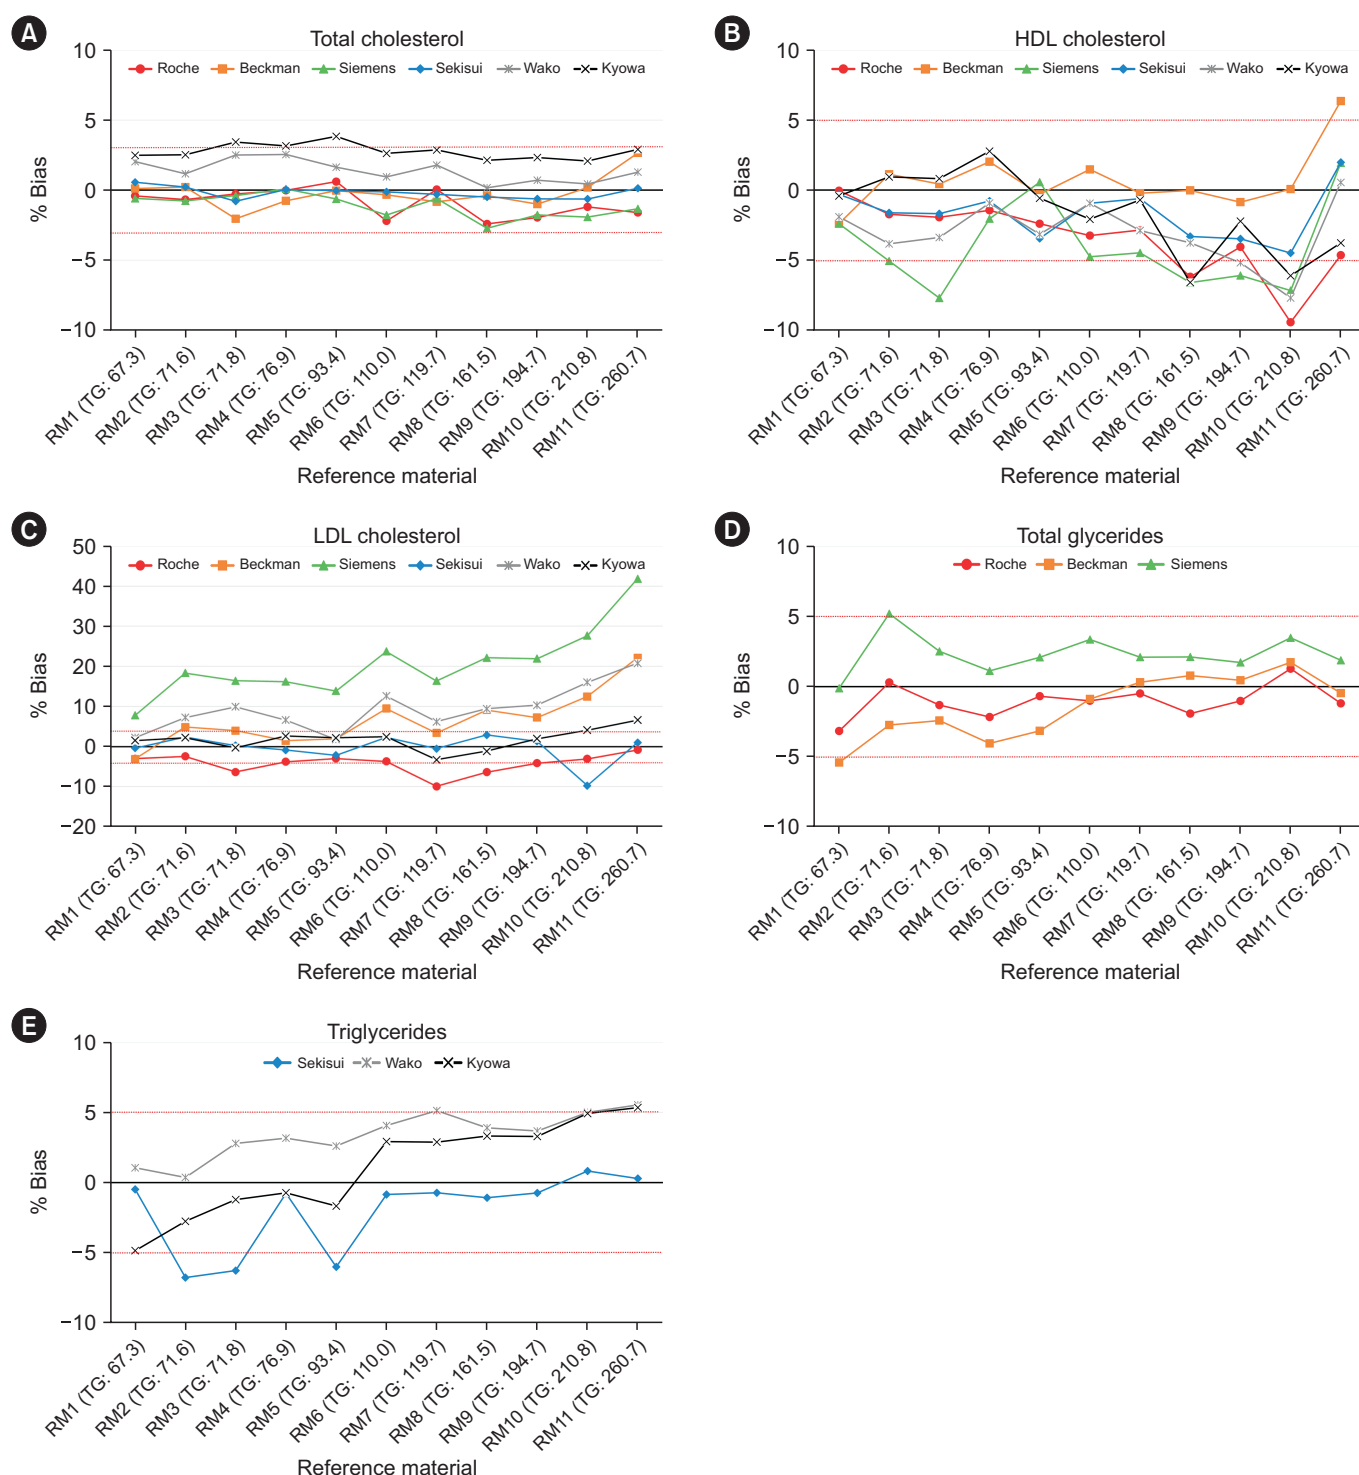 A
Total cholesterol
Roche Beckman Siemens Sekisui Wako Kyowa
% Bias
10
5
0
−5
−10
RM1 (TG: 67.3)
RM2 (TG: 71.6)
RM3 (TG: 71.8)
RM4 (TG: 76.9)
RM5 (TG: 93.4)
RM6 (TG: 110.0)
RM7 (TG: 119.7)
RM8 (TG: 161.5)
RM9 (TG: 194.7)
RM10 (TG: 210.8)
RM11 (TG: 260.7)
Reference material
B
HDL cholesterol
Roche Beckman Siemens Sekisui Wako Kyowa
% Bias
10
5
0
−5
−10
RM1 (TG: 67.3)
RM2 (TG: 71.6)
RM3 (TG: 71.8)
RM4 (TG: 76.9)
RM5 (TG: 93.4)
RM6 (TG: 110.0)
RM7 (TG: 119.7)
RM8 (TG: 161.5)
RM9 (TG: 194.7)
RM10 (TG: 210.8)
RM11 (TG: 260.7)
Reference material
C
LDL cholesterol
Roche Beckman Siemens Sekisui Wako Kyowa
% Bias
50
40
30
20
10
0
−10
−20
RM1 (TG: 67.3)
RM2 (TG: 71.6)
RM3 (TG: 71.8)
RM4 (TG: 76.9)
RM5 (TG: 93.4)
RM6 (TG: 110.0)
RM7 (TG: 119.7)
RM8 (TG: 161.5)
RM9 (TG: 194.7)
RM10 (TG: 210.8)
RM11 (TG: 260.7)
Reference material
D
Total glycerides
Roche Beckman Siemens
% Bias
10
5
0
−5
−10
RM1 (TG: 67.3)
RM2 (TG: 71.6)
RM3 (TG: 71.8)
RM4 (TG: 76.9)
RM5 (TG: 93.4)
RM6 (TG: 110.0)
RM7 (TG: 119.7)
RM8 (TG: 161.5)
RM9 (TG: 194.7)
RM10 (TG: 210.8)
RM11 (TG: 260.7)
Reference material
E
Triglycerides
Sekisui Wako Kyowa
% Bias
10
5
0
−5
−10
RM1 (TG: 67.3)
RM2 (TG: 71.6)
RM3 (TG: 71.8)
RM4 (TG: 76.9)
RM5 (TG: 93.4)
RM6 (TG: 110.0)
RM7 (TG: 119.7)
RM8 (TG: 161.5)
RM9 (TG: 194.7)
RM10 (TG: 210.8)
RM11 (TG: 260.7)
Reference material